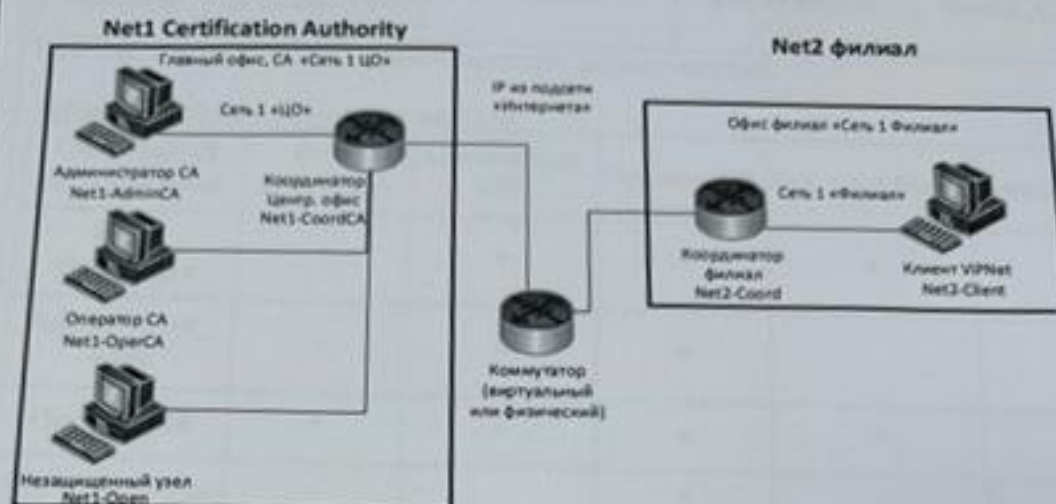 Net1 Certification Authority
Главный офис, CA «Сеть 1 ЦО»
Сеть 1 «ЦО»
Администратор CA
Net1-AdminCA
Координатор
Центр. офис
Net1-CoordCA
Оператор CA
Net1-OperCA
Незащищенный узел
Net1-Open
IP из подсети
«Интернета»
Коммутатор
(виртуальный
или физический)
Net2 филиал
Офис филиал «Сеть 1 Филиал»
Сеть 1 «Филиал»
Координатор
филиал
Net2-Coord
Клиент ViPNet
Net2-Client